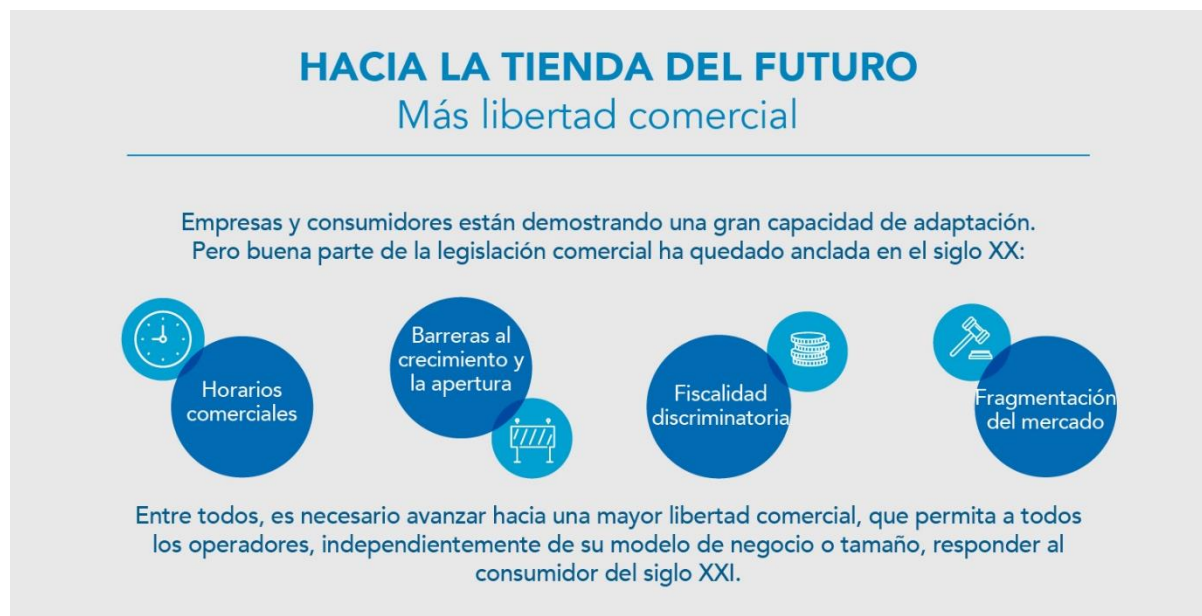 HACIA LA TIENDA DEL FUTURO
Más libertad comercial
Empresas y consumidores están demostrando una gran capacidad de adaptación.
Pero buena parte de la legislación comercial ha quedado anclada en el siglo XX:
Horarios
comerciales
Barreras al
crecimiento y
la apertura
Fiscalidad
discriminatoria
Fragmentación
del mercado
Entre todos, es necesario avanzar hacia una mayor libertad comercial, que permita a todos
los operadores, independientemente de su modelo de negocio o tamaño, responder al
consumidor del siglo XXI.